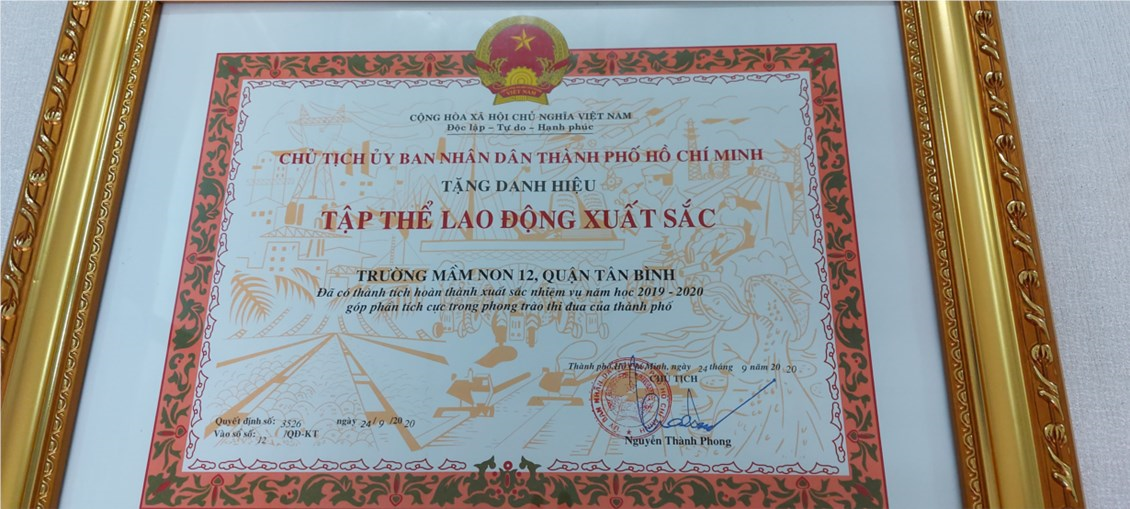 VIỆT NAM
CỘNG HÒA XÃ HỘI CHỦ NGHĨA VIỆT NAM
Độc lập - Tự do - Hạnh phúc
CHỦ TỊCH ỦY BAN NHÂN DÂN THÀNH PHỐ HỒ CHÍ MINH
TẶNG DANH HIỆU
TẬP THỂ LAO ĐỘNG XUẤT SẮC
TRƯỜNG MẦM NON 12, QUẬN TÂN BÌNH
Đã có thành tích hoàn thành xuất sắc nhiệm vụ năm học 2019 - 2020
góp phần tích cực trong phong trào thi đua của thành phố
Thành phố Hồ Chí Minh, ngày 24 tháng 9 năm 2020
CHỦ TỊCH
Nguyễn Thành Phong
Quyết định số: 3526 /QĐ-KT ngày 24/9/2020
Vào sổ số: 12